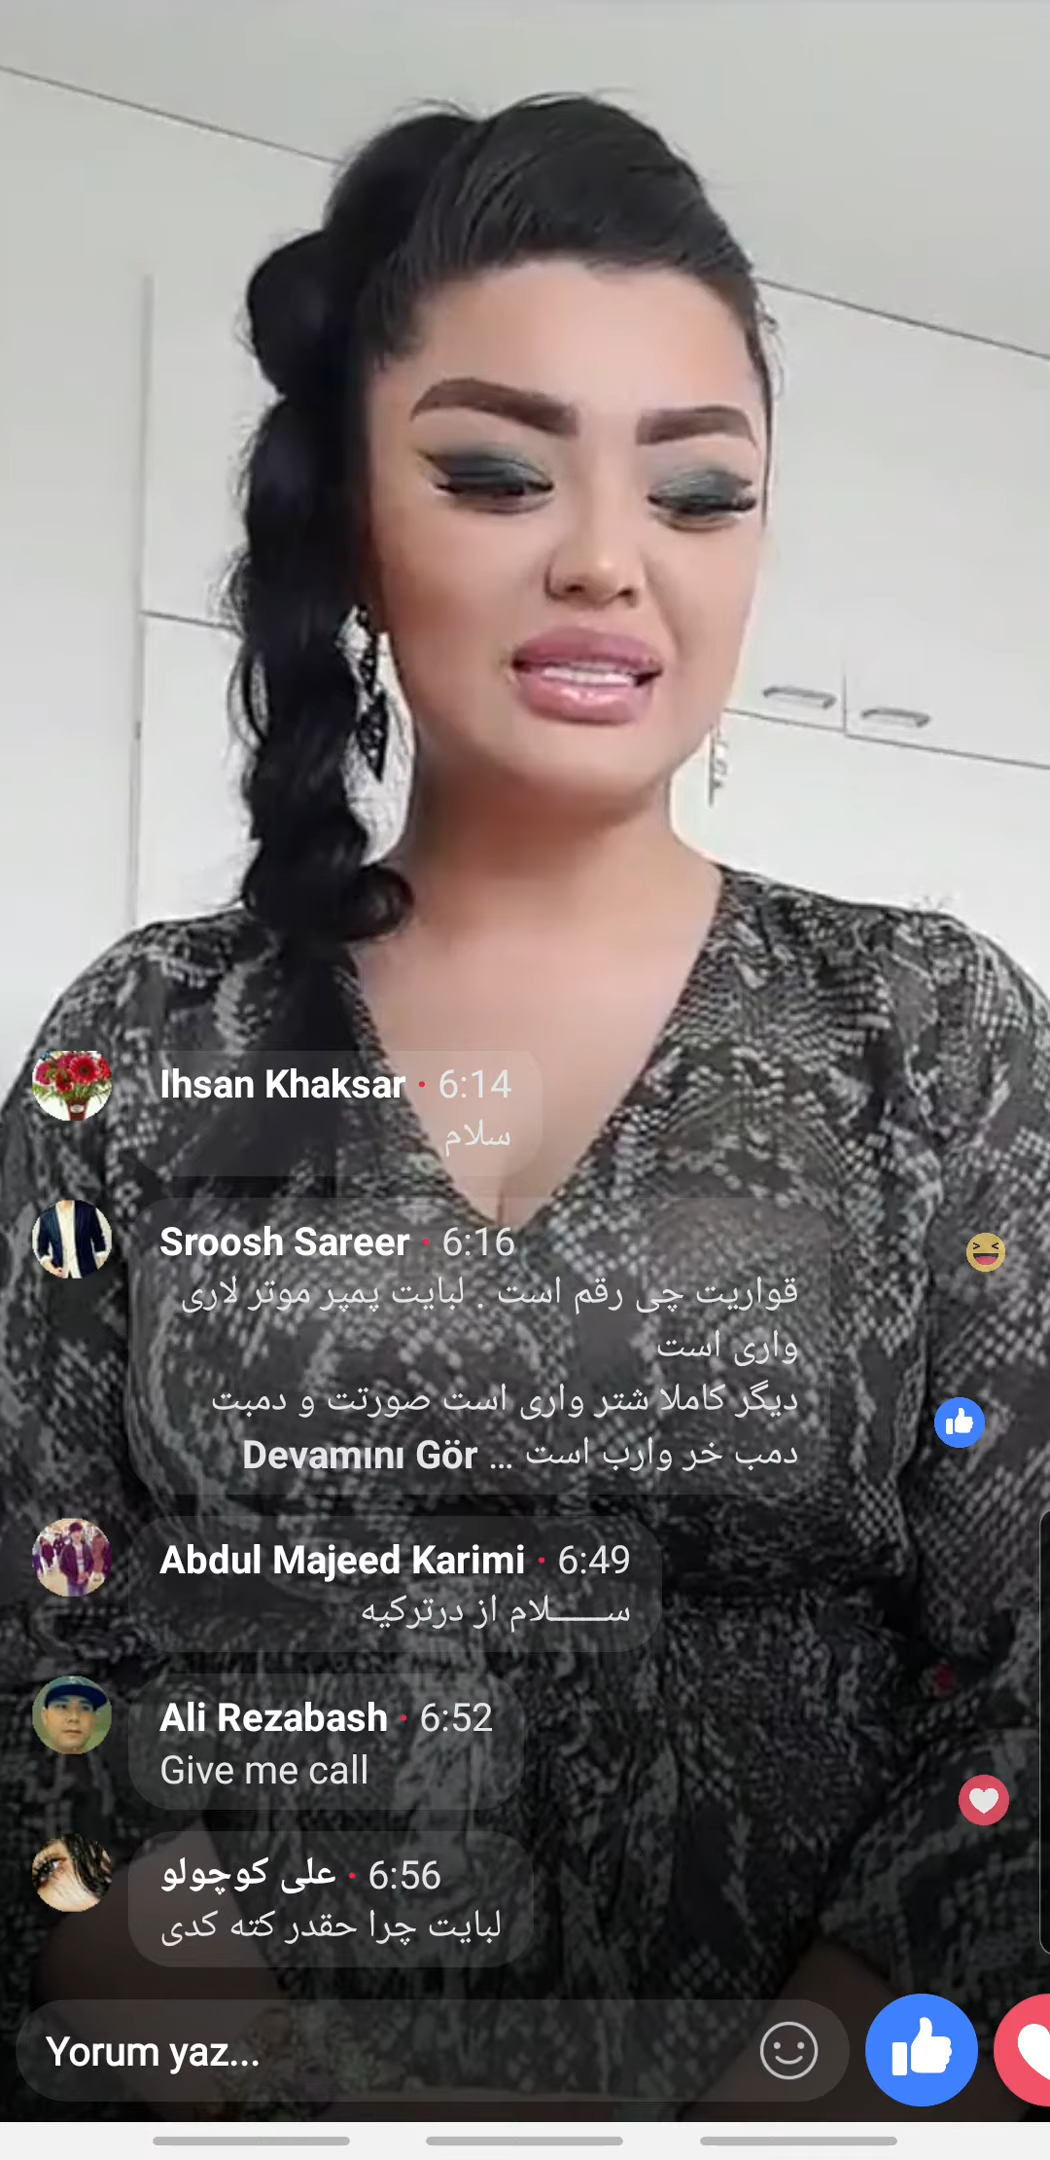 Ihsan Khaksar · 6:14
سلام
Sroosh Sareer · 6:16
قواریت چی رقم است . لبایت پمپر موتر لاری
واری است
دیگر کاملا شتر واری است صورتت و دمبت
دمب خر وارب است ... Devamını Gör
Abdul Majeed Karimi · 6:49
ســـــلام از درترکیه
Ali Rezabash · 6:52
Give me call
علی کوچولو · 6:56
لبایت چرا حقدر کته کدی
Yorum yaz...